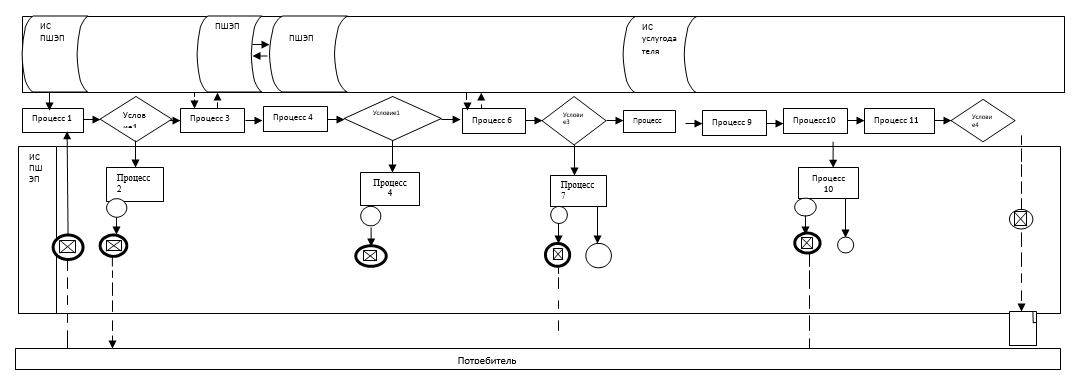 ИС
ПШЭП
ПШЭП
ПШЭП
ИС
услугода
теля
Процесс 1
Услов
Процесс 3
Процесс 4
Условие1
Процесс 6
Услови
е3
Процесс
Процесс 9
Процесс10
Процесс 11
Услови
е4
ИС
ПШ
ЭП
Процесс
2
Процесс
4
Процесс
7
Процесс
10
Потребитель